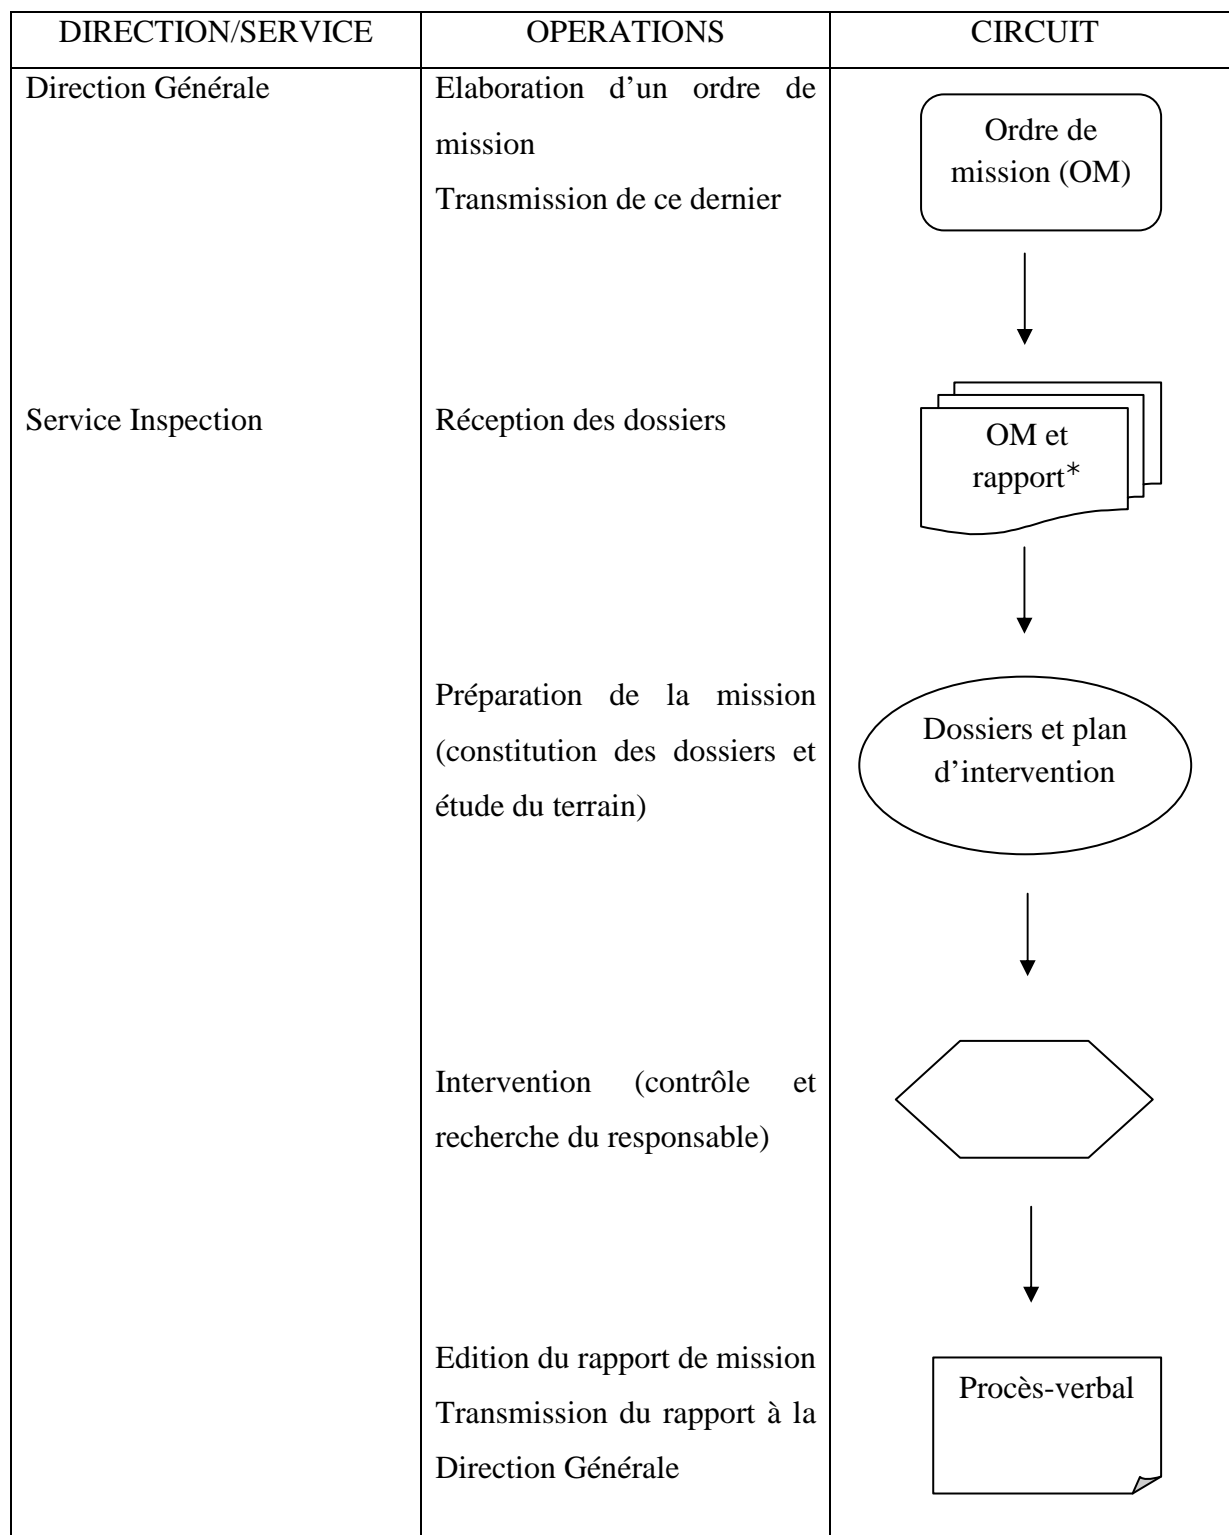 DIRECTION/SERVICE
OPERATIONS
CIRCUIT
Direction Générale
Elaboration d’un ordre de
mission
Transmission de ce dernier
Ordre de
mission (OM)
Service Inspection
Réception des dossiers
OM et
rapport*
Préparation de la mission
(constitution des dossiers et
étude du terrain)
Dossiers et plan
d’intervention
Intervention (contrôle et
recherche du responsable)
Edition du rapport de mission
Transmission du rapport à la
Direction Générale
Procès-verbal